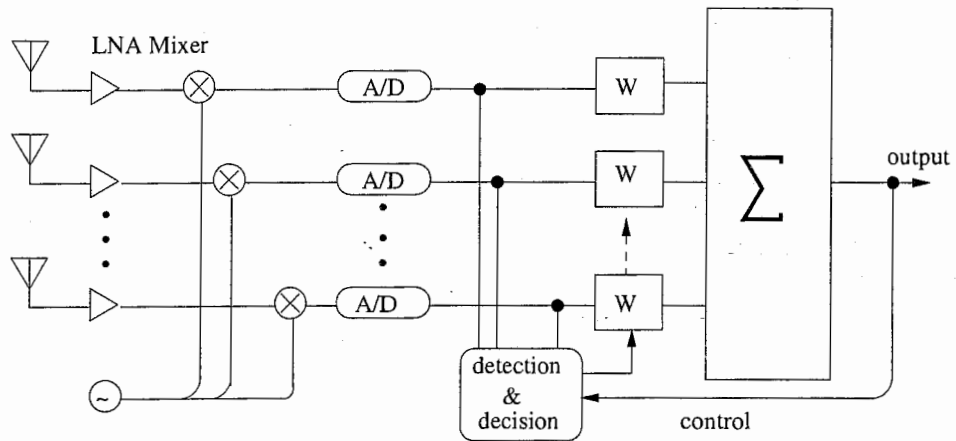 LNA Mixer
A/D
W
A/D
W
Σ
output
A/D
W
~
detection
&
decision
control